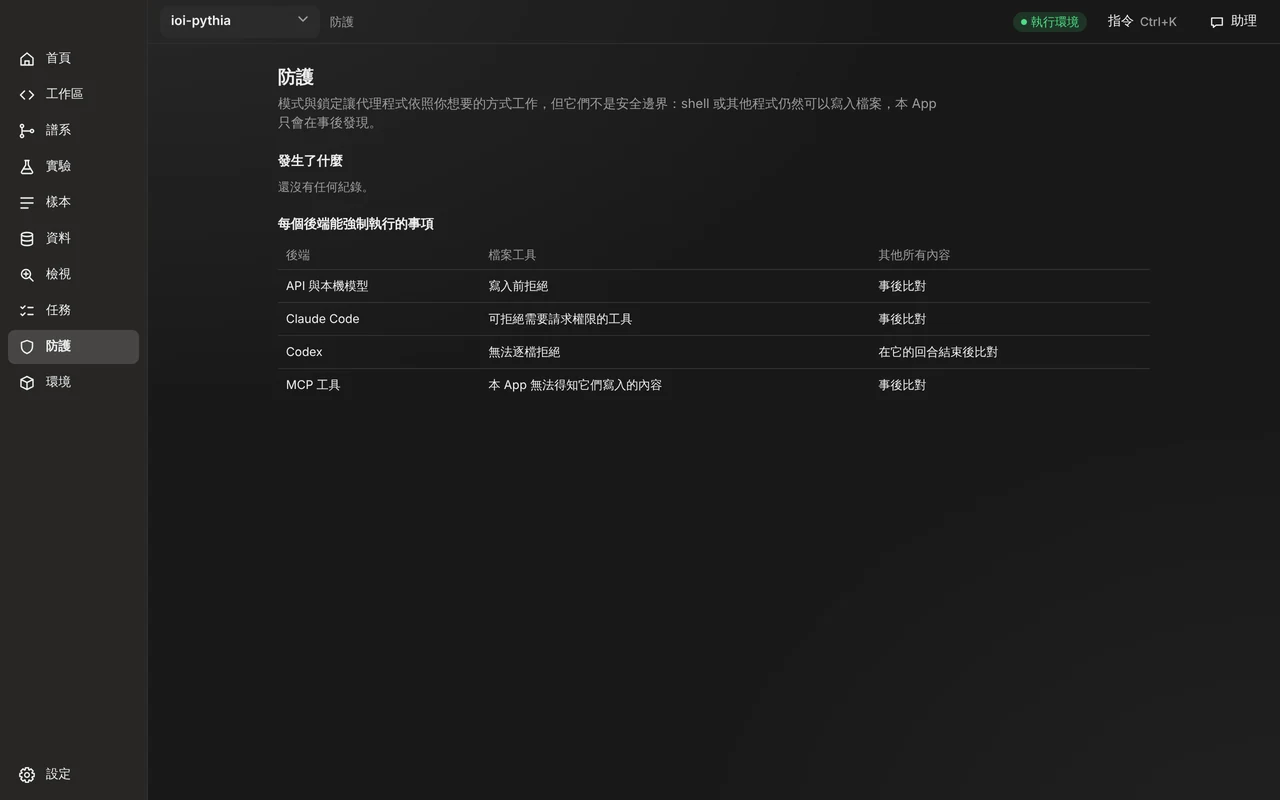 ioi-pythia
防護
執行環境
指令 Ctrl+K
助理
首頁
工作區
譜系
實驗
樣本
資料
檢視
任務
防護
環境
設定
防護
模式與鎖定讓代理程式依照你想要的方式工作，但它們不是安全邊界：shell 或其他程式仍然可以寫入檔案，本 App
只會在事後發現。
發生了什麼
還沒有任何紀錄。
每個後端能強制執行的事項
後端 檔案工具 其他所有內容
API 與本機模型 寫入前拒絕 事後比對
Claude Code 可拒絕需要請求權限的工具 事後比對
Codex 無法逐檔拒絕 在它的回合結束後比對
MCP 工具 本 App 無法得知它們寫入的內容 事後比對